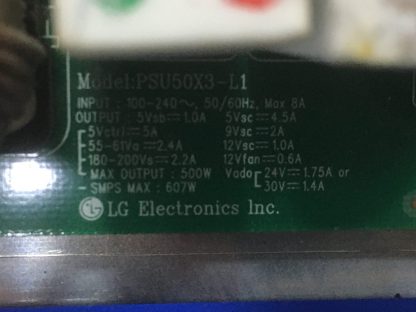 Model:PSU50X3-L1
INPUT : 100-240~, 50/60Hz, Max 8A
OUTPUT : 5Vsb⎓1.0A 5Vsc⎓4.5A
5Vctrl⎓5A 9Vsc⎓2A
55-61Va⎓2.4A 12Vsc⎓1.0A
180-200Vs⎓2.2A 12Vfan⎓0.6A
MAX OUTPUT : 500W Vado 24V⎓1.75A or
- SMPS MAX : 607W 30V⎓1.4A
LG Electronics Inc.